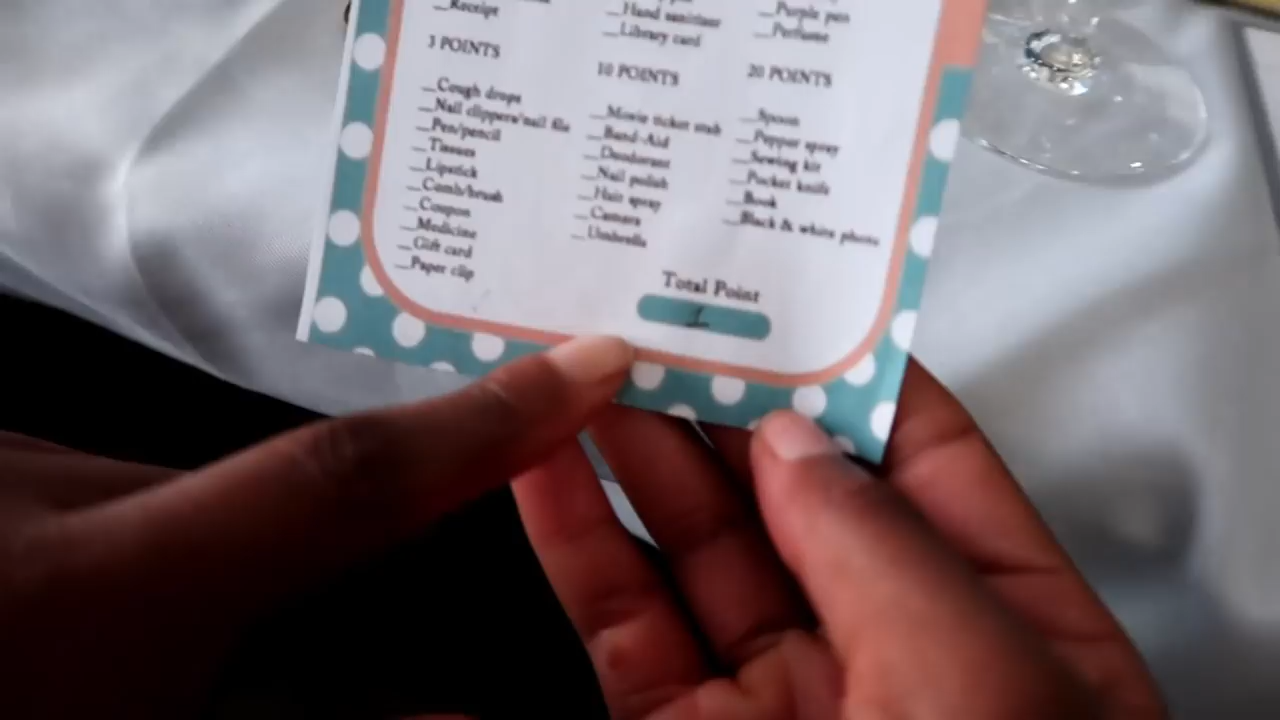 __Receipt
3 POINTS
__Cough drops
__Nail clippers/nail file
__Pen/pencil
__Tissues
__Lipstick
__Comb/brush
__Coupon
__Medicine
__Gift card
__Paper clip
__Hand sanitizer
__Library card
10 POINTS
__Movie ticket stub
__Band-Aid
__Deodorant
__Nail polish
__Hair spray
__Camera
__Umbrella
__Purple pen
__Perfume
20 POINTS
__Spoon
__Pepper spray
__Sewing kit
__Pocket knife
__Book
__Black & white photo
Total Point
1